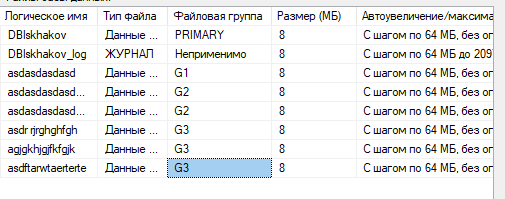 Логическое имя Тип файла Файловая группа Размер (МБ) Автоувеличение/максима
DBIskhakov Данные ... PRIMARY 8 С шагом по 64 МБ, без ог
DBIskhakov_log ЖУРНАЛ Неприменимо 8 С шагом по 64 МБ до 209
asdasdasdasd Данные ... G1 8 С шагом по 64 МБ, без ог
asdasdasdasd... Данные ... G2 8 С шагом по 64 МБ, без ог
asdasdasdasd... Данные ... G2 8 С шагом по 64 МБ, без ог
asdr rjrghghfgh Данные ... G3 8 С шагом по 64 МБ, без ог
agjgkhjgjfkfgjk Данные ... G3 8 С шагом по 64 МБ, без ог
asdftarwtaerterte Данные ... G3 8 С шагом по 64 МБ, без ог